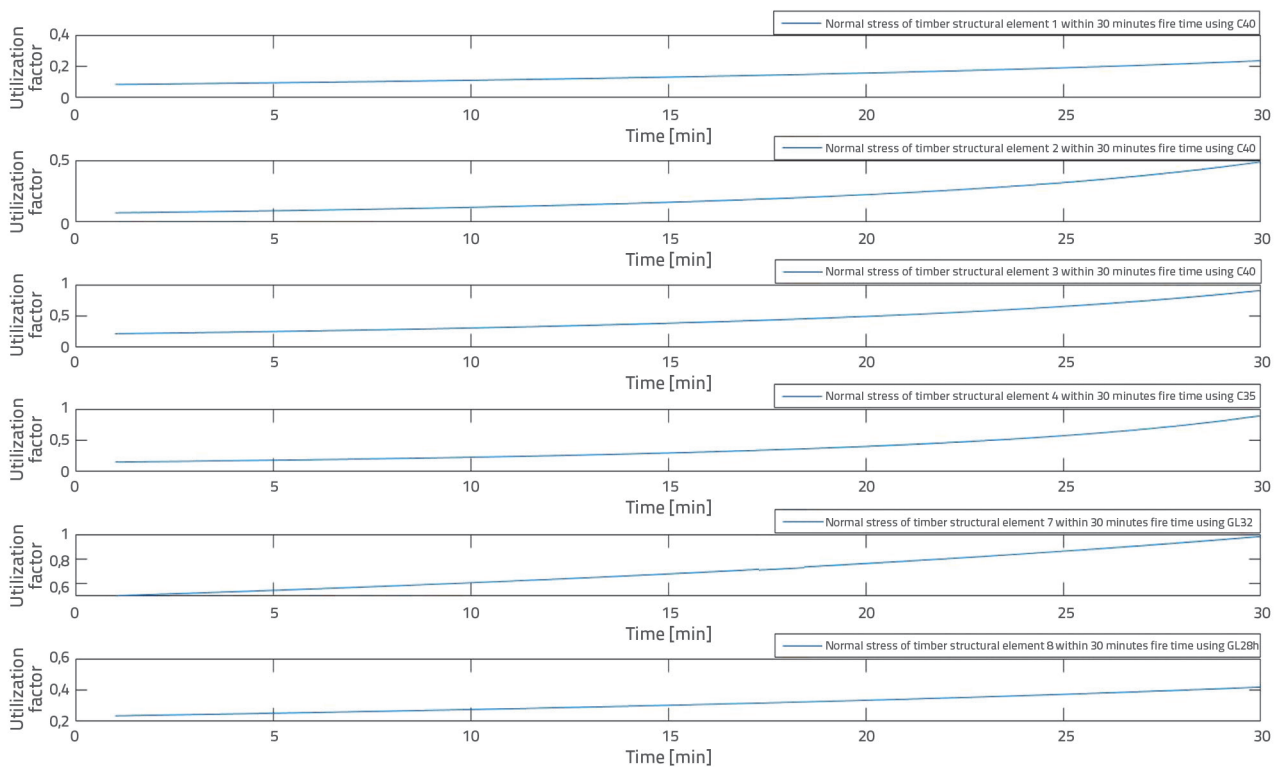 Normal stress of timber structural element 1 within 30 minutes fire time using C40
Utilization
factor
0,4
0,2
0
0 5 10 15 20 25 30
Time [min]
Normal stress of timber structural element 2 within 30 minutes fire time using C40
Utilization
factor
0,5
0
0 5 10 15 20 25 30
Time [min]
Normal stress of timber structural element 3 within 30 minutes fire time using C40
Utilization
factor
1
0,5
0
0 5 10 15 20 25 30
Time [min]
Normal stress of timber structural element 4 within 30 minutes fire time using C35
Utilization
factor
1
0,5
0
0 5 10 15 20 25 30
Time [min]
Normal stress of timber structural element 7 within 30 minutes fire time using GL32
Utilization
factor
1
0,8
0,6
0 5 10 15 20 25 30
Time [min]
Normal stress of timber structural element 8 within 30 minutes fire time using GL28h
Utilization
factor
0,6
0,4
0,2
0 5 10 15 20 25 30
Time [min]